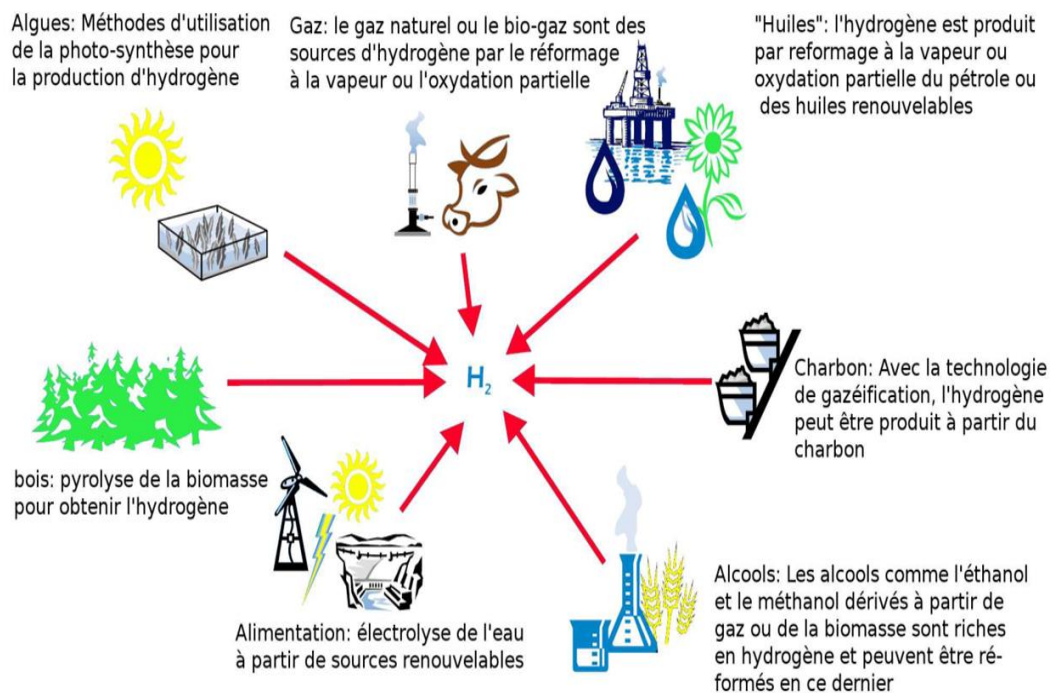 Algues: Méthodes d'utilisation
de la photo-synthèse pour
la production d'hydrogène
Gaz: le gaz naturel ou le bio-gaz sont des
sources d'hydrogène par le réformage
à la vapeur ou l'oxydation partielle
"Huiles": l'hydrogène est produit
par reformage à la vapeur ou
oxydation partielle du pétrole ou
des huiles renouvelables
H2
Charbon: Avec la technologie
de gazéification, l'hydrogène
peut être produit à partir du
charbon
bois: pyrolyse de la biomasse
pour obtenir l'hydrogène
Alimentation: électrolyse de l'eau
à partir de sources renouvelables
Alcools: Les alcools comme l'éthanol
et le méthanol dérivés à partir de
gaz ou de la biomasse sont riches
en hydrogène et peuvent être ré-
formés en ce dernier